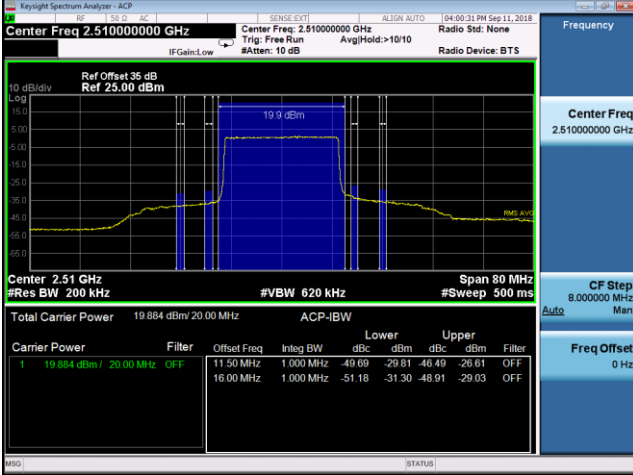 Keysight Spectrum Analyzer - ACP
RF 50 Ω AC SENSE:EXT ALIGN AUTO 04:00:31 PM Sep 11, 2018
Center Freq 2.510000000 GHz
Center Freq: 2.510000000 GHz
Radio Std: None
Trig: Free Run Avg|Hold:>10/10
IFGain:Low #Atten: 10 dB Radio Device: BTS
Ref Offset 35 dB
10 dB/div Ref 25.00 dBm
Log
15.0
5.00
-5.00
-15.0
-25.0
-35.0
-45.0
-55.0
-65.0
19.9 dBm
RMS AVG
Center 2.51 GHz Span 80 MHz
#Res BW 200 kHz #VBW 620 kHz #Sweep 500 ms
Total Carrier Power 19.884 dBm/ 20.00 MHz ACP-IBW
Lower Upper
Carrier Power Filter Offset Freq Integ BW dBc dBm dBc dBm Filter
1 19.884 dBm / 20.00 MHz OFF 11.50 MHz 1.000 MHz -49.69 -29.81 -46.49 -26.61 OFF
16.00 MHz 1.000 MHz -51.18 -31.30 -48.91 -29.03 OFF
MSG STATUS
Frequency
Center Freq
2.510000000 GHz
CF Step
8.000000 MHz
Auto Man
Freq Offset
0 Hz